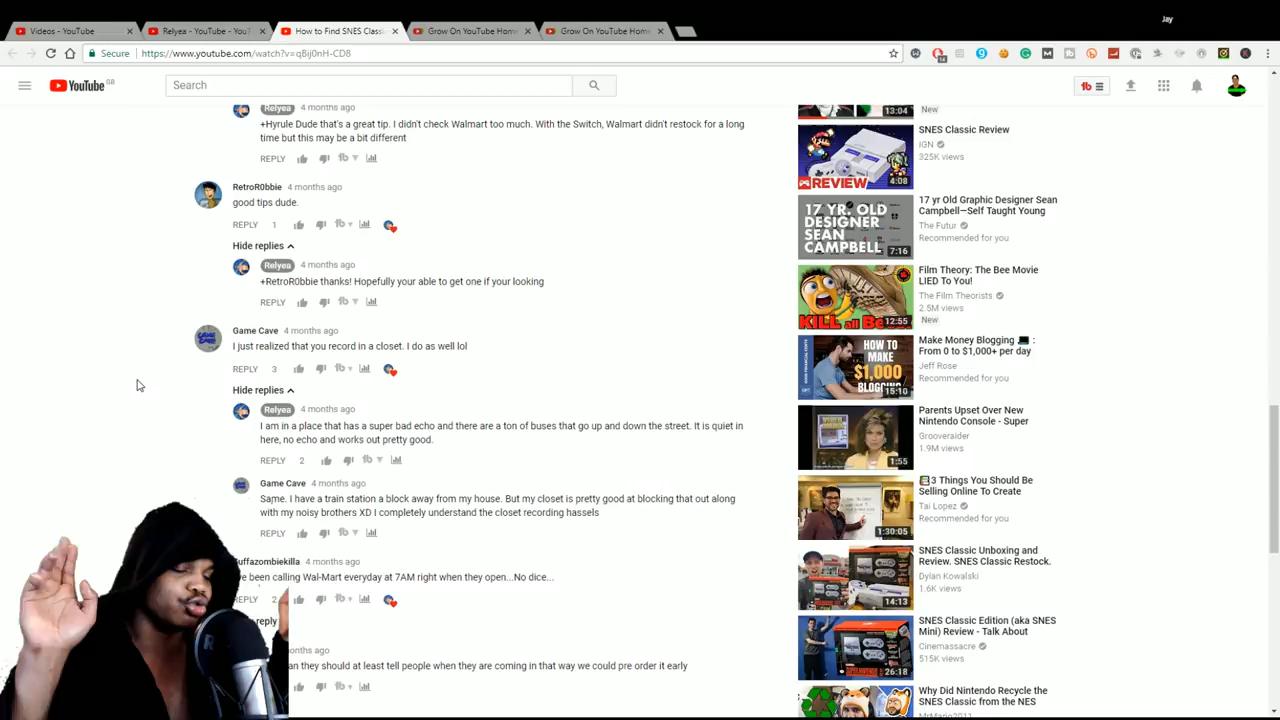 Jay
Videos - YouTube
Relyea - YouTube - You
How to Find SNES Classi
Grow On YouTube Home
Grow On YouTube Home
Secure
https://www.youtube.com/watch?v=qBij0nH-CD8
YouTube GB
Search
Relyea 4 months ago
+Hyrule Dude that's a great tip. I didn't check Walmart too much. With the Switch, Walmart didn't restock for a long
time but this may be a bit different
REPLY
RetroR0bbie 4 months ago
good tips dude.
REPLY 1
Hide replies
Relyea 4 months ago
+RetroR0bbie thanks! Hopefully your able to get one if your looking
REPLY
Game Cave 4 months ago
I just realized that you record in a closet. I do as well lol
REPLY 3
Hide replies
Relyea 4 months ago
I am in a place that has a super bad echo and there are a ton of buses that go up and down the street. It is quiet in
here, no echo and works out pretty good.
REPLY 2
Game Cave 4 months ago
Same. I have a train station a block away from my house. But my closet is pretty good at blocking that out along
with my noisy brothers XD I completely understand the closet recording hassels
REPLY
uffazombiekilla 4 months ago
ve been calling Wal-Mart everyday at 7AM right when they open...No dice...
REPLY 2
reply
months ago
an they should at least tell people when they are coming in that way we could pre order it early
13:04
New
SNES Classic Review
IGN
325K views
REVIEW
4:08
17 YR. OLD
DESIGNER
SEAN
CAMPBELL
7:16
17 yr Old Graphic Designer Sean
Campbell—Self Taught Young
The Futur
Recommended for you
KILL all Be
12:55
Film Theory: The Bee Movie
LIED To You!
The Film Theorists
2.5M views
New
HOW TO
MAKE
$1,000
BLOGGING
15:10
Make Money Blogging :
From 0 to $1,000+ per day
Jeff Rose
Recommended for you
1:55
Parents Upset Over New
Nintendo Console - Super
Grooveraider
1.9M views
1:30:05
3 Things You Should Be
Selling Online To Create
Tai Lopez
Recommended for you
14:13
SNES Classic Unboxing and
Review. SNES Classic Restock.
Dylan Kowalski
1.6K views
26:18
SNES Classic Edition (aka SNES
Mini) Review - Talk About
Cinemassacre
515K views
Why Did Nintendo Recycle the
SNES Classic from the NES
MrMario2011